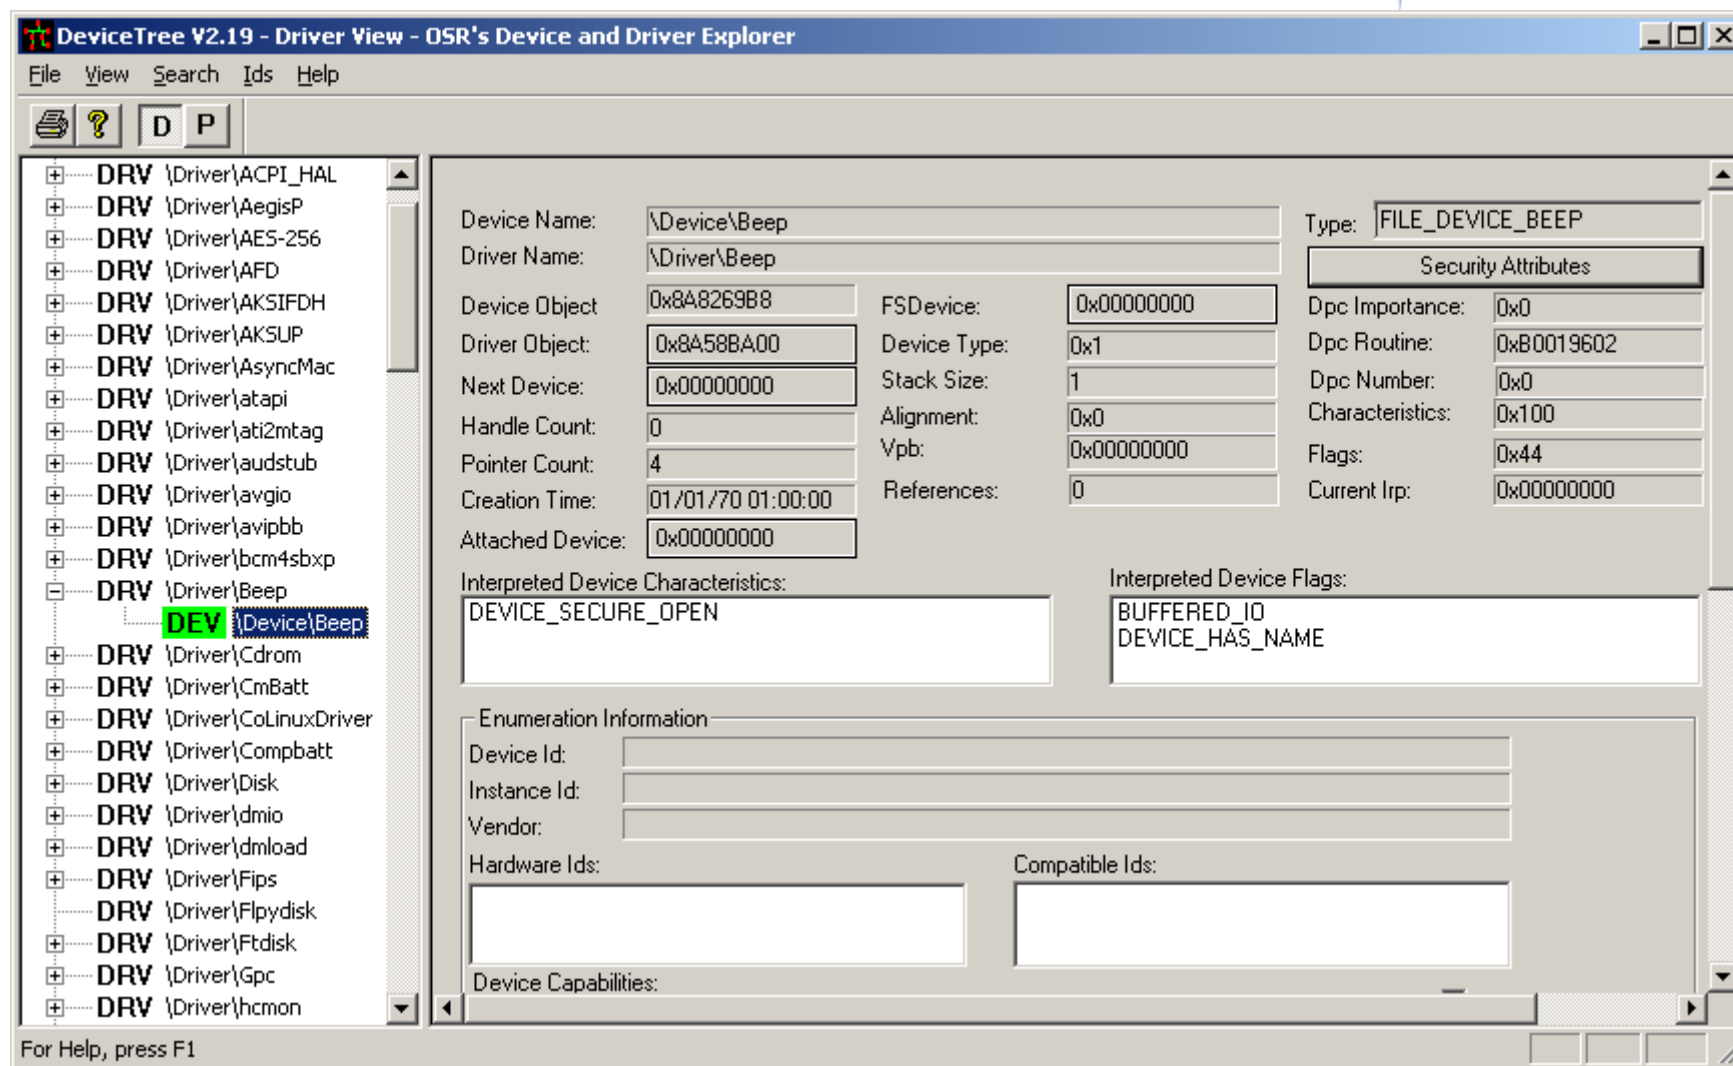 DeviceTree V2.19 - Driver View - OSR's Device and Driver Explorer
File View Search Ids Help
D P
DRV \Driver\ACPI_HAL
DRV \Driver\AegisP
DRV \Driver\AES-256
DRV \Driver\AFD
DRV \Driver\AKSIFDH
DRV \Driver\AKSUP
DRV \Driver\AsyncMac
DRV \Driver\atapi
DRV \Driver\ati2mtag
DRV \Driver\audstub
DRV \Driver\avgio
DRV \Driver\avipbb
DRV \Driver\bcm4sbxp
DRV \Driver\Beep
DEV \Device\Beep
DRV \Driver\Cdrom
DRV \Driver\CmBatt
DRV \Driver\CoLinuxDriver
DRV \Driver\Compbatt
DRV \Driver\Disk
DRV \Driver\dmio
DRV \Driver\dmload
DRV \Driver\Fips
DRV \Driver\Flpydisk
DRV \Driver\Ftdisk
DRV \Driver\Gpc
DRV \Driver\hcmon
Device Name: \Device\Beep
Driver Name: \Driver\Beep
Type: FILE_DEVICE_BEEP
Security Attributes
Device Object 0x8A8269B8
Driver Object: 0x8A58BA00
Next Device: 0x00000000
Handle Count: 0
Pointer Count: 4
Creation Time: 01/01/70 01:00:00
Attached Device: 0x00000000
FSDevice: 0x00000000
Device Type: 0x1
Stack Size: 1
Alignment: 0x0
Vpb: 0x00000000
References: 0
Dpc Importance: 0x0
Dpc Routine: 0xB0019602
Dpc Number: 0x0
Characteristics: 0x100
Flags: 0x44
Current Irp: 0x00000000
Interpreted Device Characteristics:
DEVICE_SECURE_OPEN
Interpreted Device Flags:
BUFFERED_IO
DEVICE_HAS_NAME
Enumeration Information
Device Id:
Instance Id:
Vendor:
Hardware Ids:
Compatible Ids:
Device Capabilities:
For Help, press F1